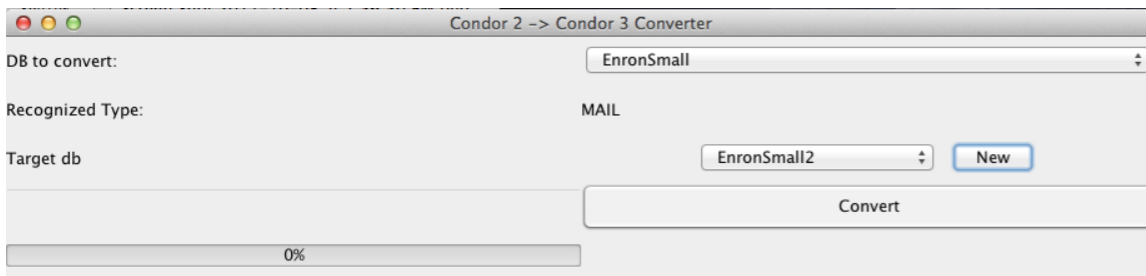 Condor 2 -> Condor 3 Converter
DB to convert: EnronSmall
Recognized Type: MAIL
Target db EnronSmall2 New
Convert
0%